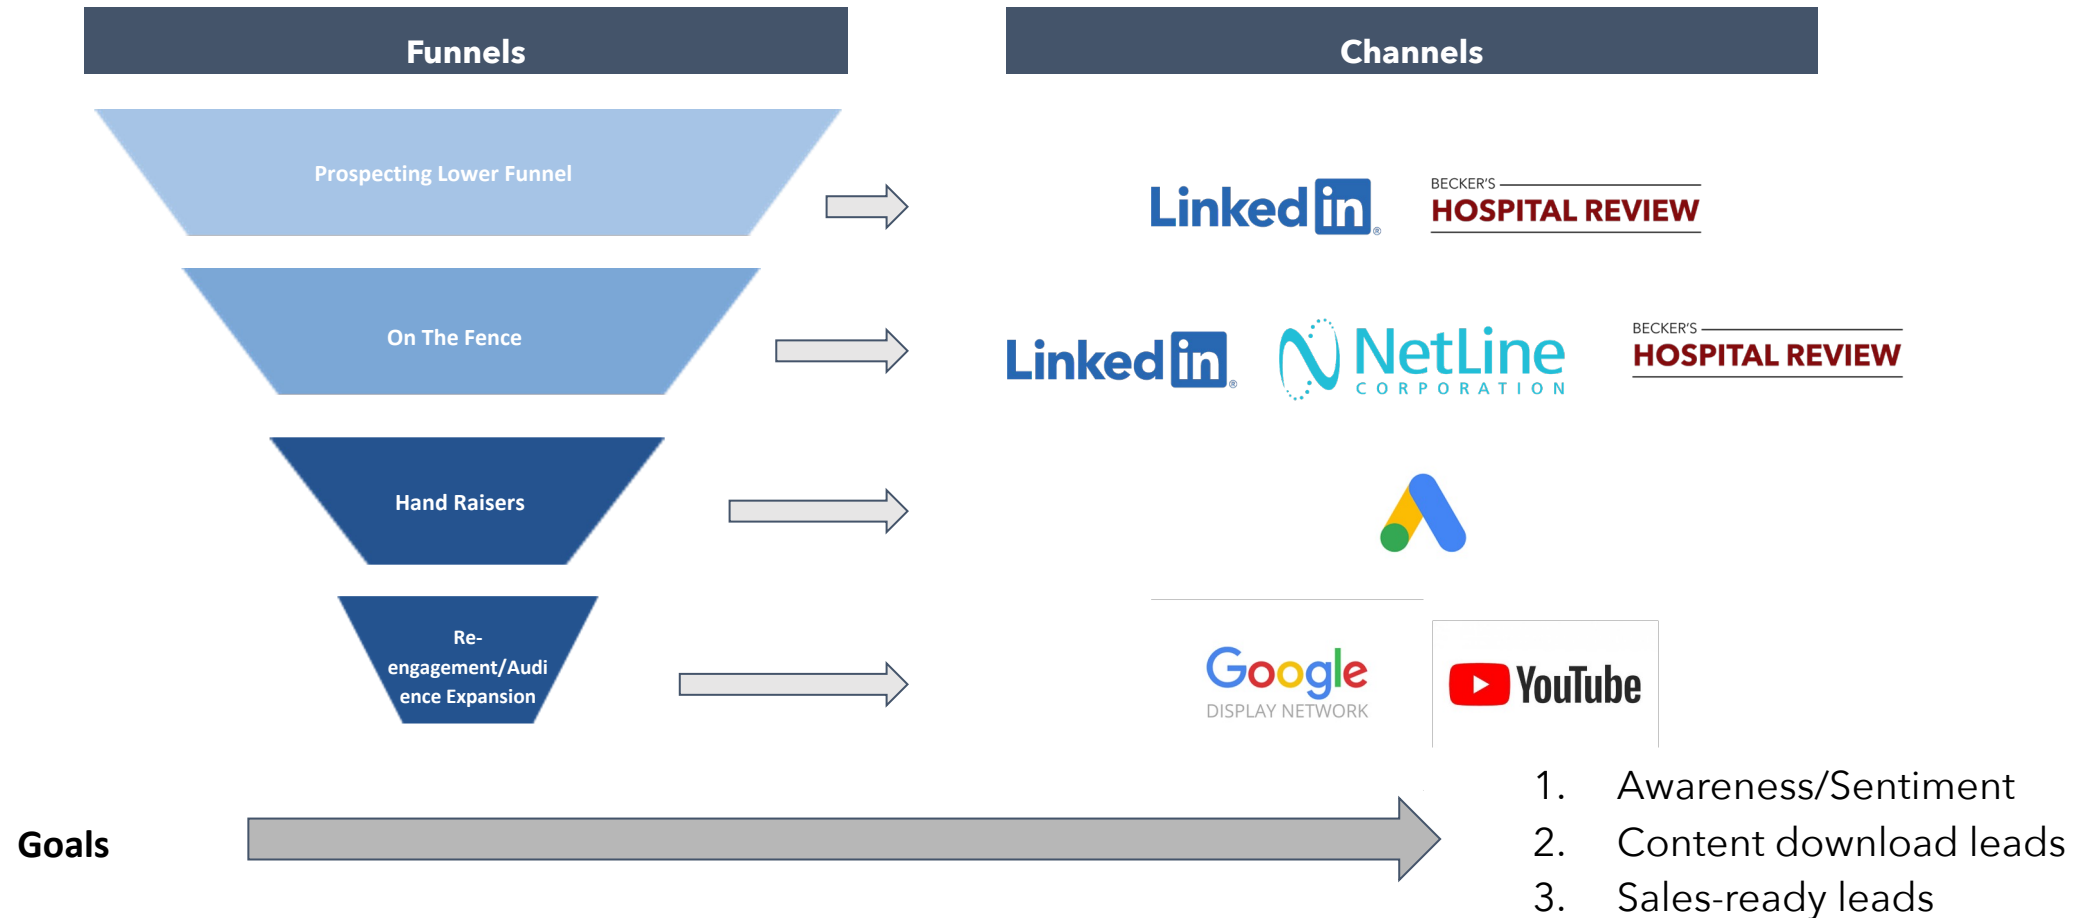 Funnels
Channels
Prospecting Lower Funnel
Linked in®
BECKER'S
HOSPITAL REVIEW
On The Fence
Linked in®
NetLine
CORPORATION
BECKER'S
HOSPITAL REVIEW
Hand Raisers
Re-
engagement/Audi
ence Expansion
Google
DISPLAY NETWORK
YouTube
Goals
1. Awareness/Sentiment
2. Content download leads
3. Sales-ready leads